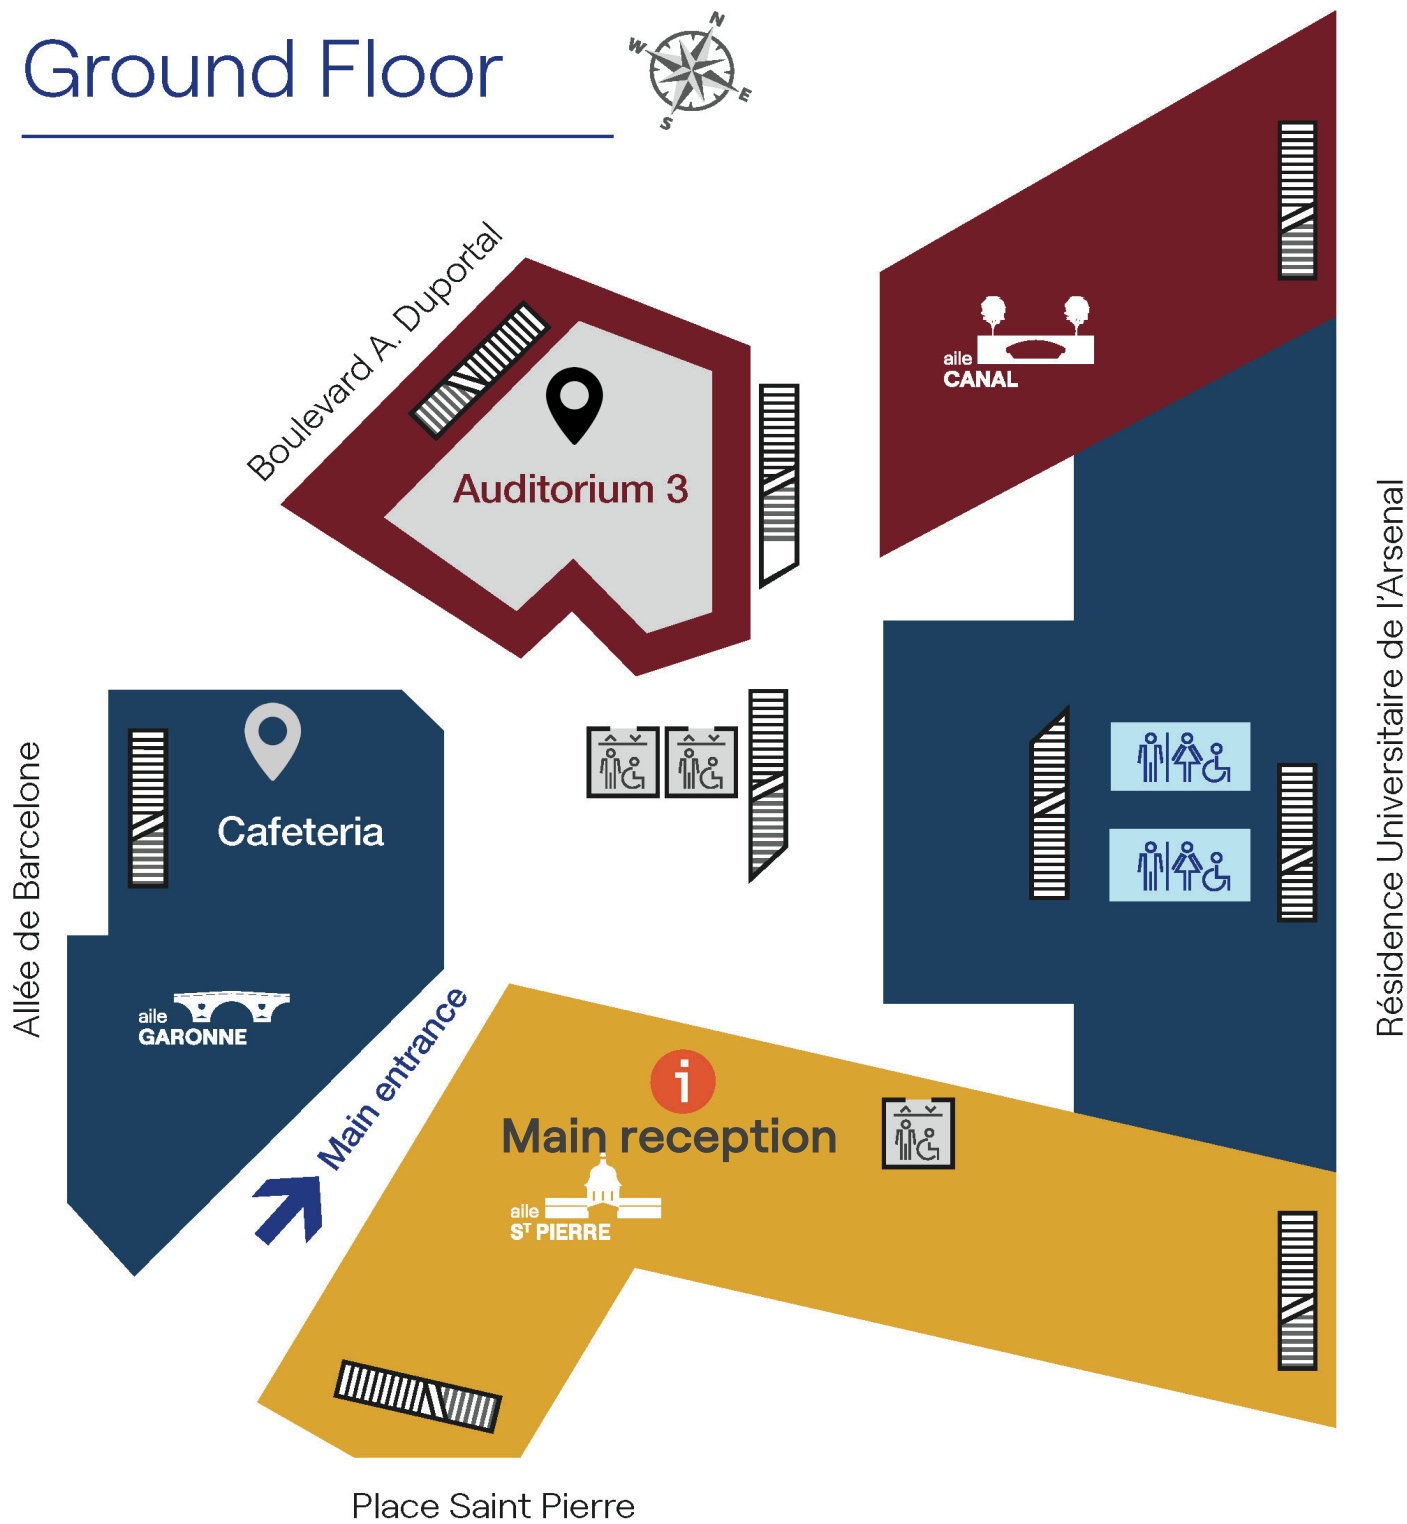 Ground Floor
N
W
E
S
Boulevard A. Duportal
aile
CANAL
Auditorium 3
Résidence Universitaire de l'Arsenal
Allée de Barcelone
Cafeteria
aile
GARONNE
Main entrance
i
Main reception
aile
ST PIERRE
Place Saint Pierre